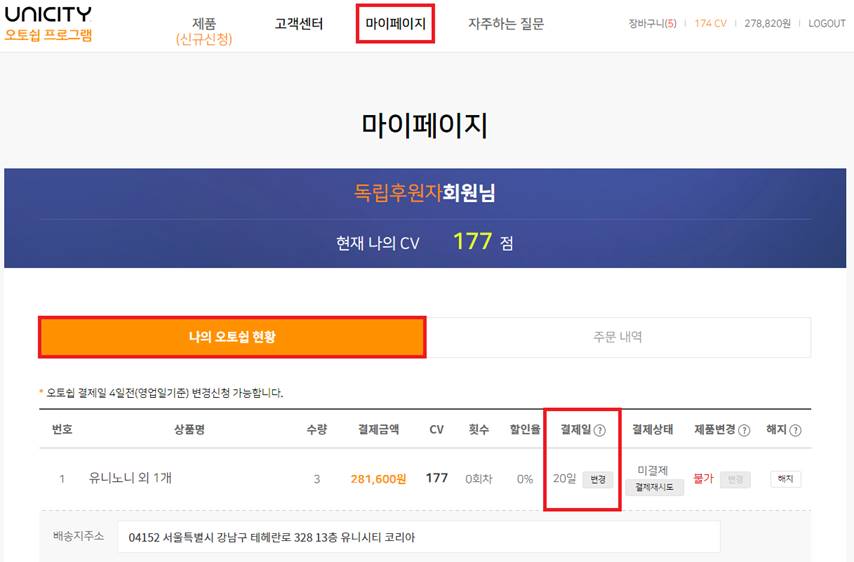 UNICITY
오토쉽 프로그램
제품
(신규신청)
고객센터
마이페이지
자주하는 질문
장바구니(5) | 174 CV | 278,820원 | LOGOUT
마이페이지
독립후원자회원님
현재 나의 CV 177 점
나의 오토쉽 현황
주문 내역
* 오토쉽 결제일 4일전(영업일기준) 변경신청 가능합니다.
번호 상품명 수량 결제금액 CV 횟수 할인율 결제일 ? 결제상태 제품변경 ? 해지 ?
1 유니노니 외 1개 3 281,600원 177 0회차 0% 20일 변경 미결제 결제재시도 불가 변경 해지
배송지주소 04152 서울특별시 강남구 테헤란로 328 13층 유니시티 코리아